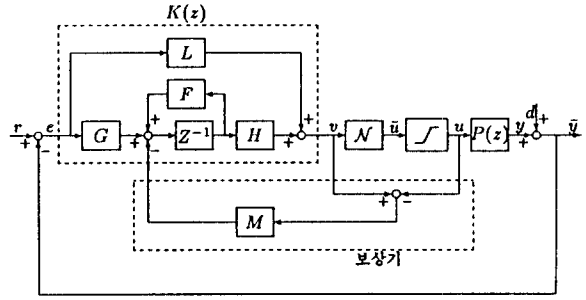 K(z)
L
F
r + − e G + + − Z⁻¹ H + + v 𝒩 ũ u P(z) y d + + ȳ
+ −
M
보상기